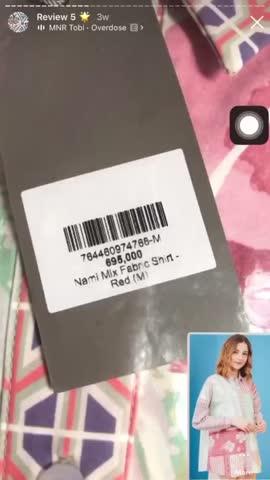 Review 5 🌟 3w
MNR Tobi - Overdose
764460974766-M
695,000
Nami Mix Fabric Shirt -
Red (M)